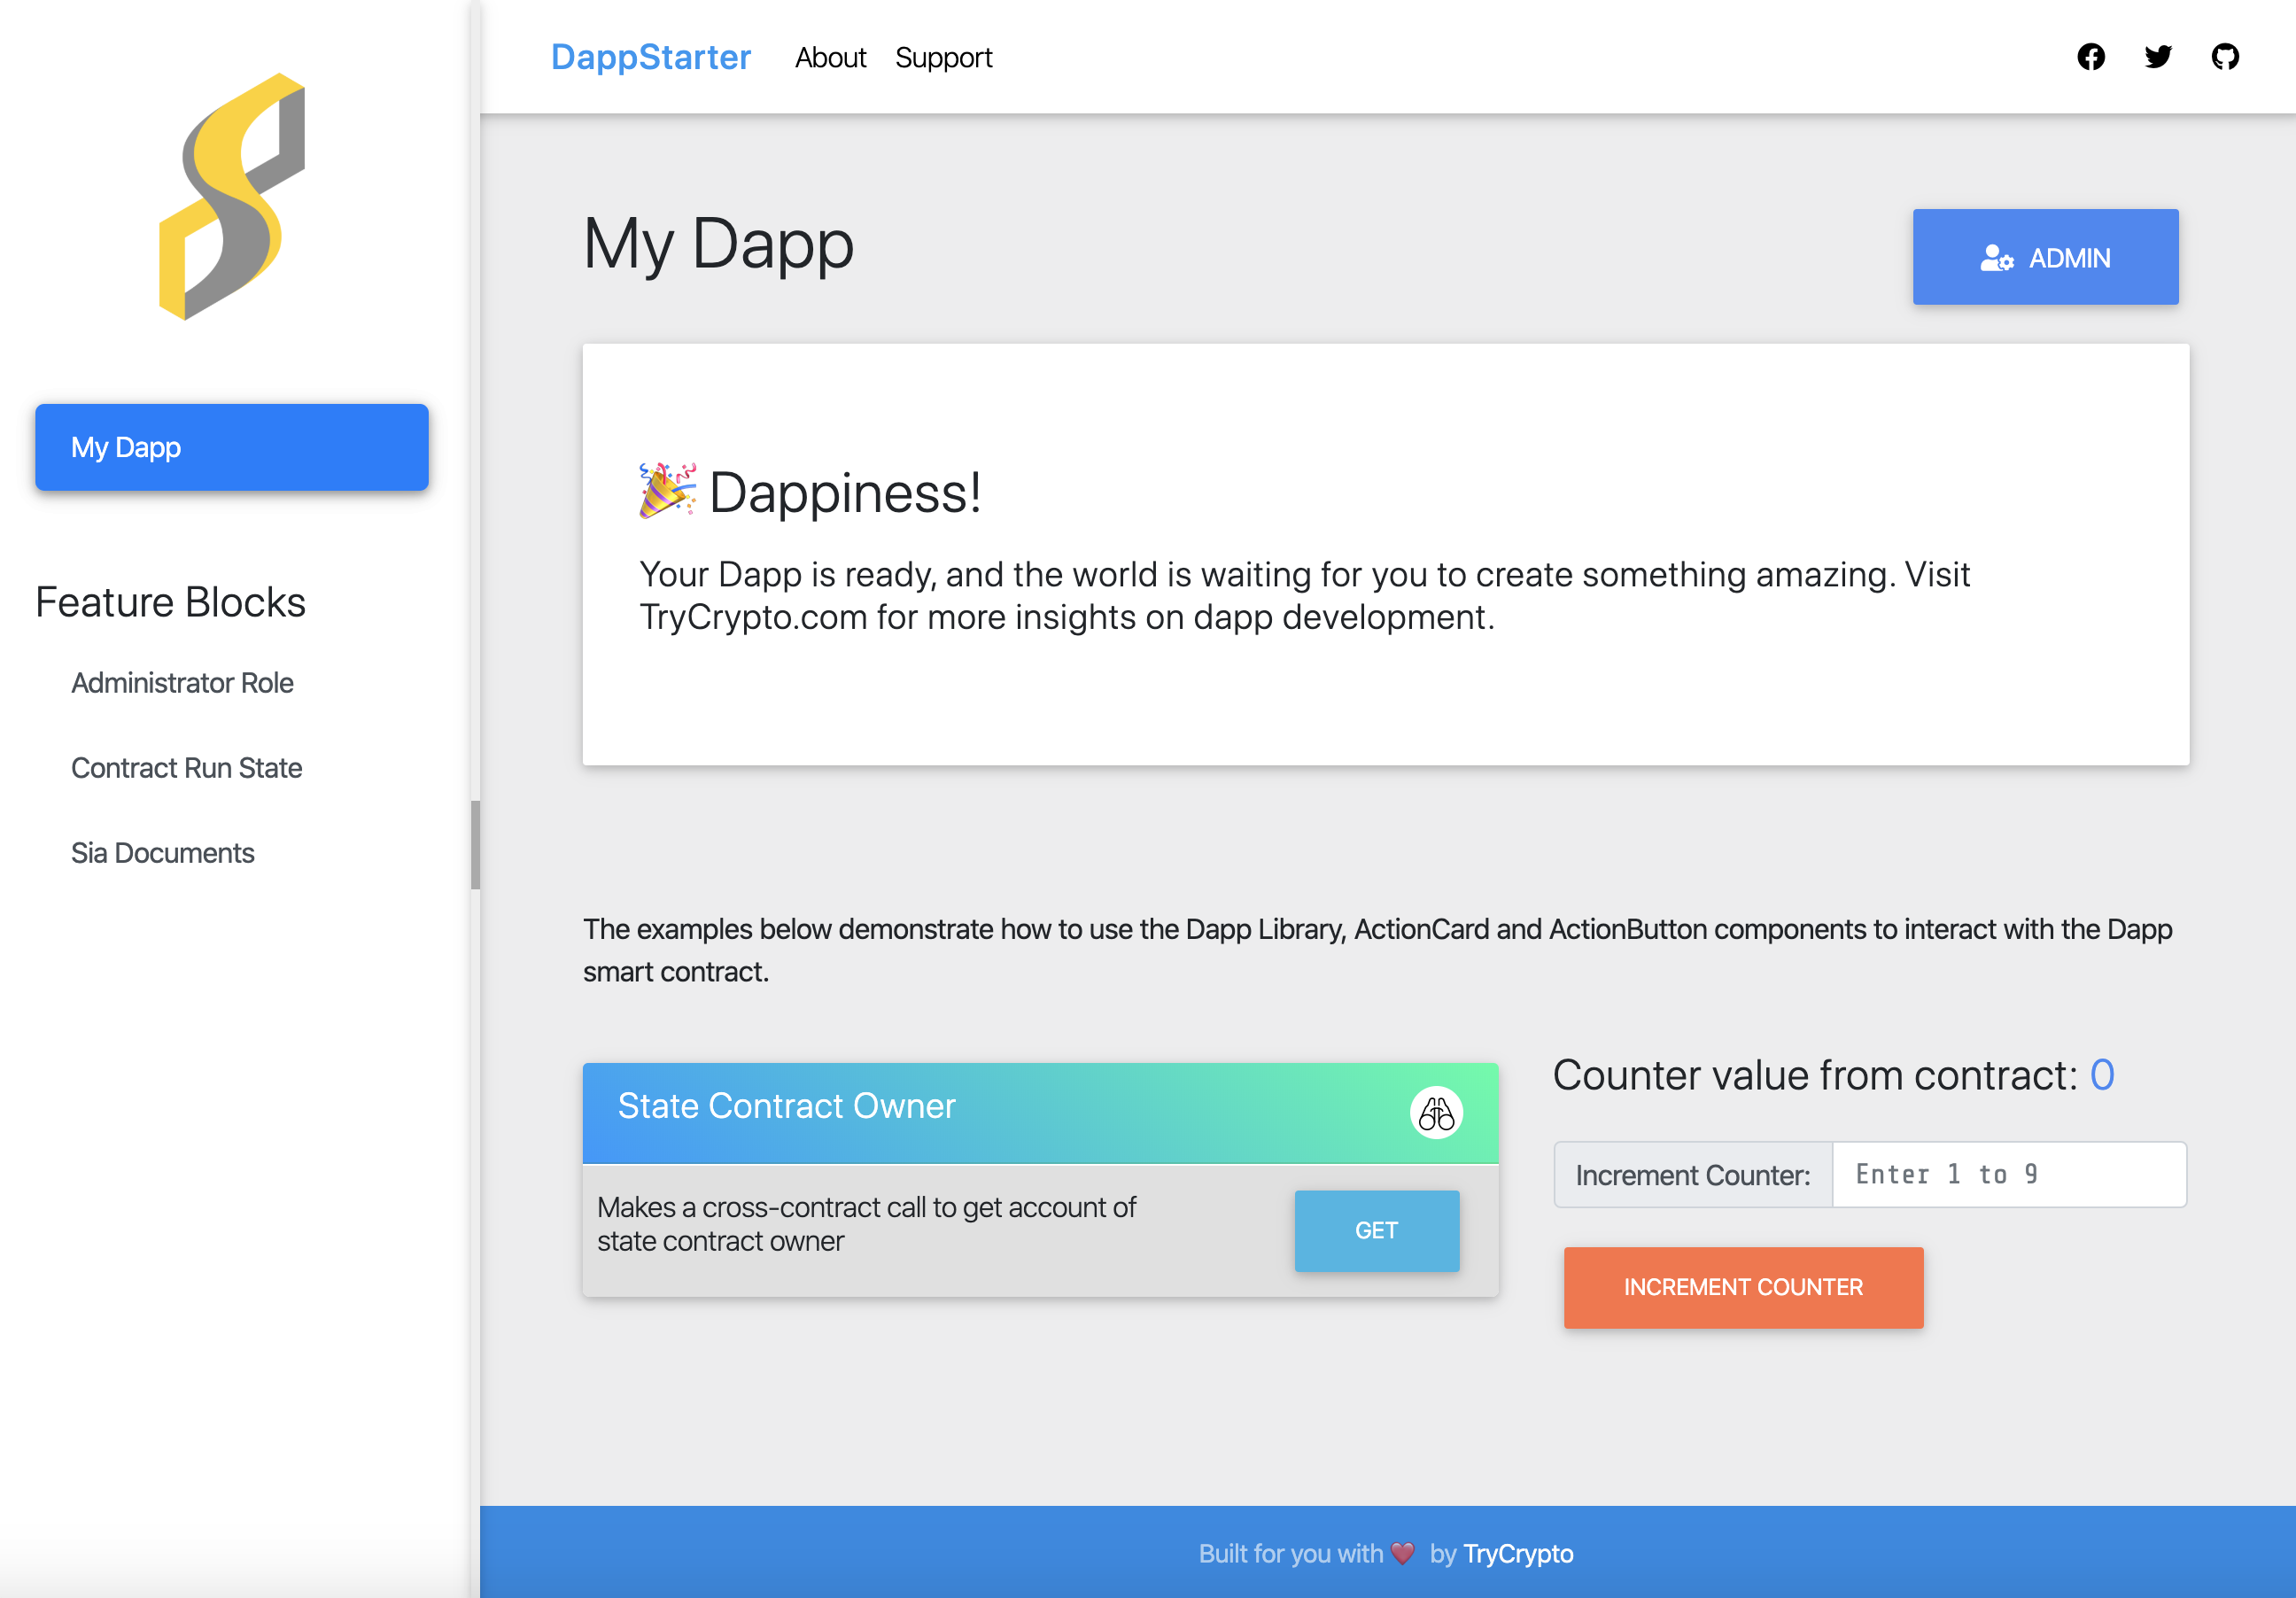 DappStarter About Support
My Dapp
Feature Blocks
Administrator Role
Contract Run State
Sia Documents
My Dapp
ADMIN
🎉 Dappiness!
Your Dapp is ready, and the world is waiting for you to create something amazing. Visit
TryCrypto.com for more insights on dapp development.
The examples below demonstrate how to use the Dapp Library, ActionCard and ActionButton components to interact with the Dapp
smart contract.
State Contract Owner
Makes a cross-contract call to get account of
state contract owner
GET
Counter value from contract: 0
Increment Counter: Enter 1 to 9
INCREMENT COUNTER
Built for you with ❤️ by TryCrypto